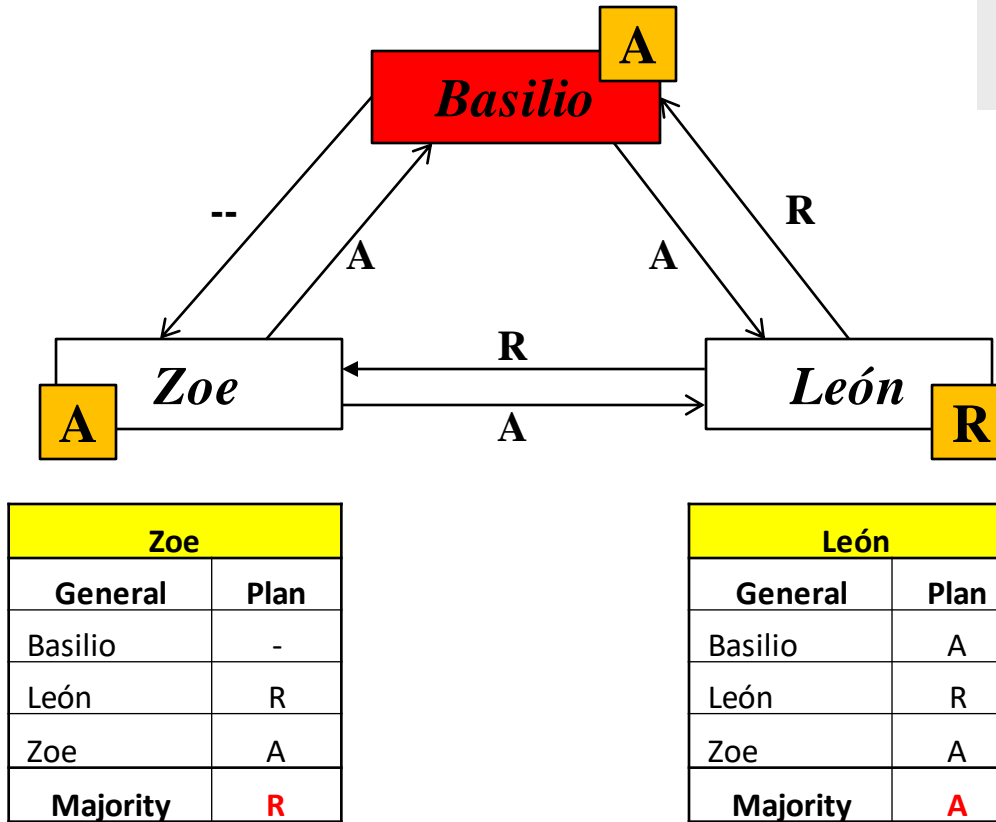 A
Basilio
--
A
A
R
R
A
Zoe
A
León
R
Zoe
General Plan
Basilio -
León R
Zoe A
Majority R
León
General Plan
Basilio A
León R
Zoe A
Majority A